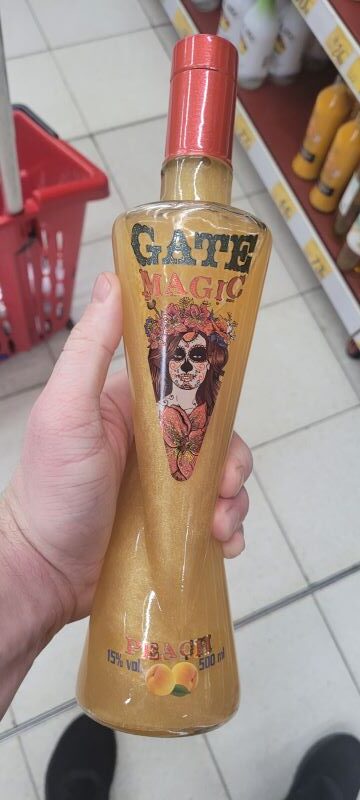 GATE
MAGIC
PEACH
15% vol
500 ml